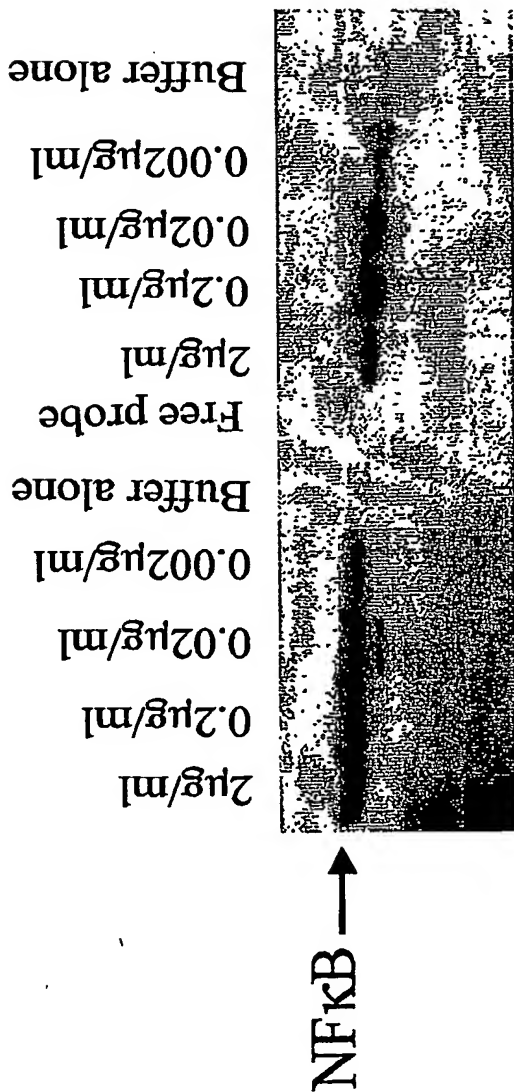 2μg/ml
0.2μg/ml
0.02μg/ml
0.002μg/ml
Buffer alone
Free probe
2μg/ml
0.2μg/ml
0.02μg/ml
0.002μg/ml
Buffer alone
NFκB